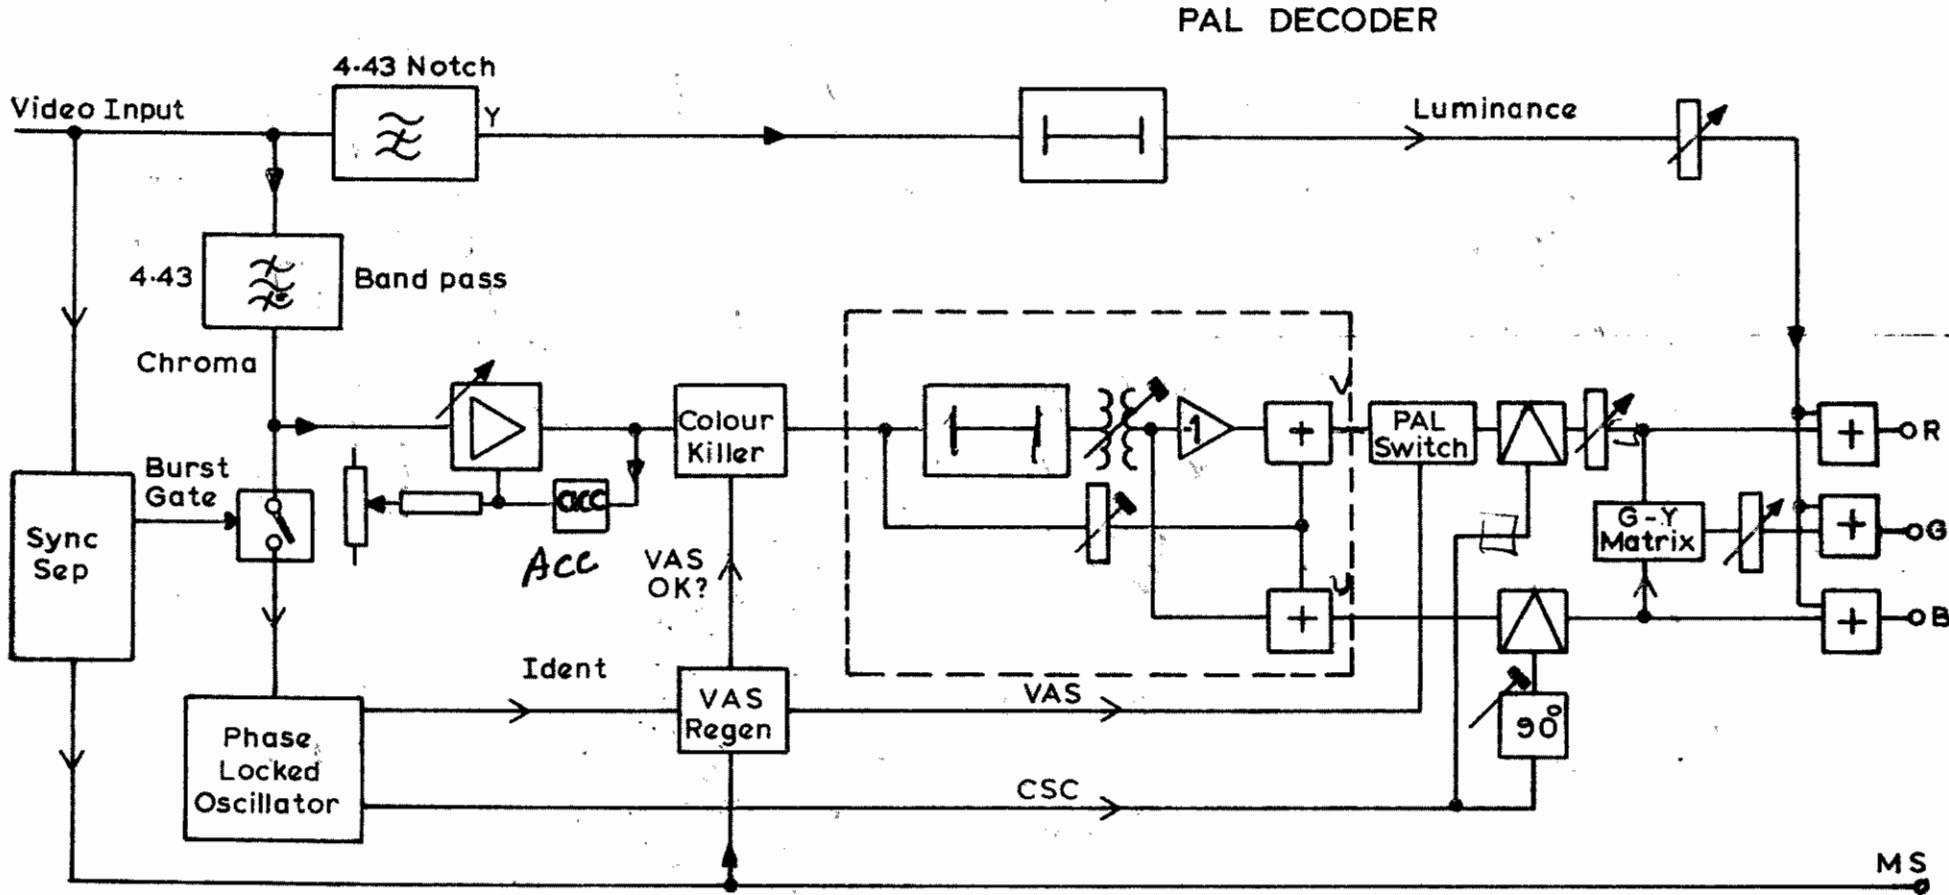 PAL DECODER
4.43 Notch
Video Input
Y
Luminance
4.43
Band pass
Chroma
Colour
Killer
V
PAL
Switch
-1
+
+
R
Burst
Gate
acc
Acc
Sync
Sep
VAS
OK?
G-Y
Matrix
+
G
U
+
+
B
Ident
VAS
Regen
VAS
90°
Phase
Locked
Oscillator
CSC
MS